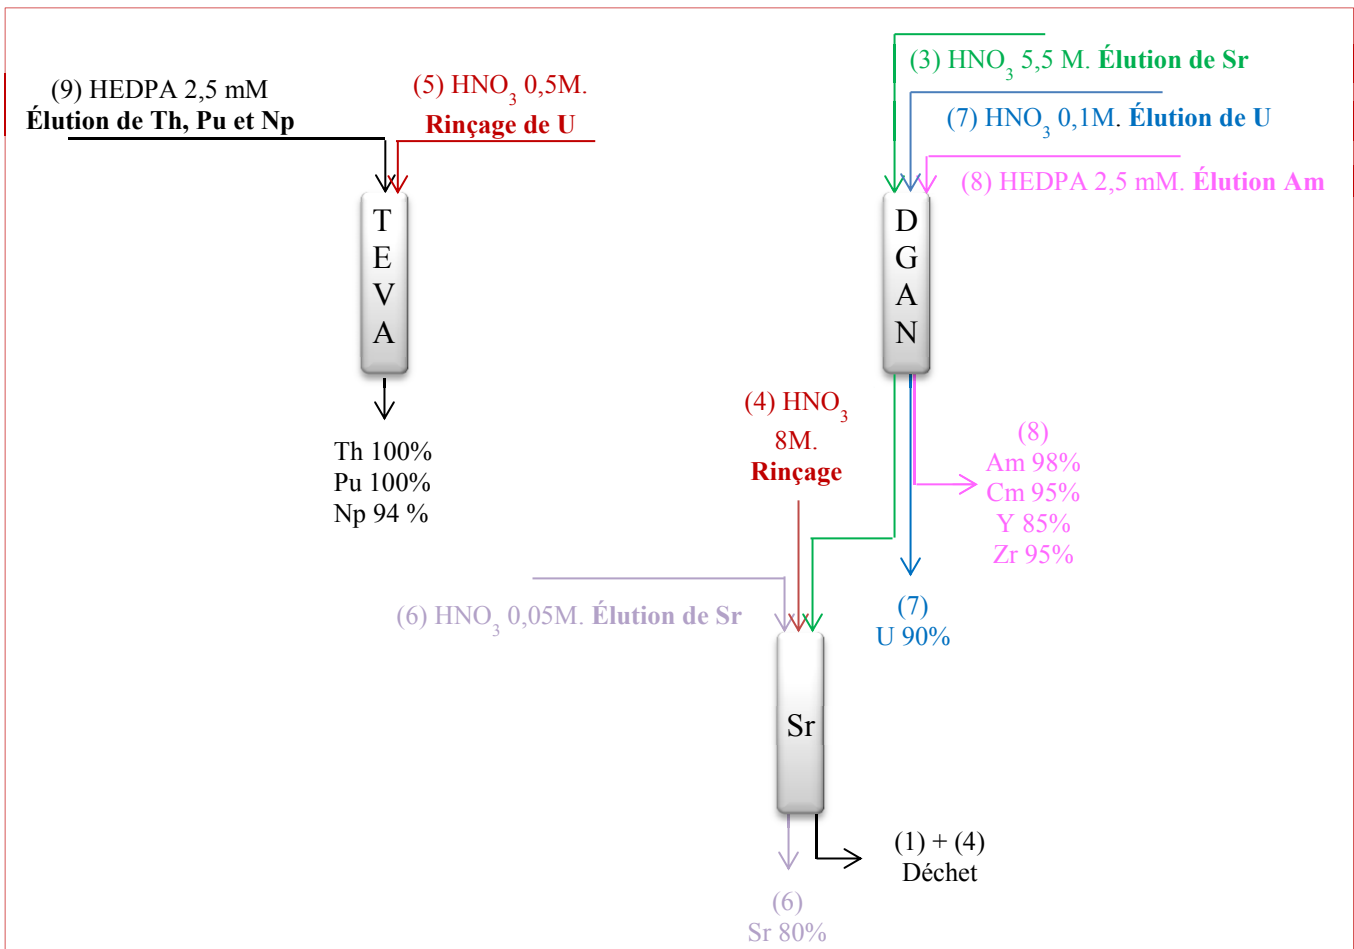 (9) HEDPA 2,5 mM
Élution de Th, Pu et Np
(5) HNO3 0,5M.
Rinçage de U
(3) HNO3 5,5 M. Élution de Sr
(7) HNO3 0,1M. Élution de U
(8) HEDPA 2,5 mM. Élution Am
T
E
V
A
D
G
A
N
Th 100%
Pu 100%
Np 94 %
(4) HNO3
8M.
Rinçage
(8)
Am 98%
Cm 95%
Y 85%
Zr 95%
(6) HNO3 0,05M. Élution de Sr
(7)
U 90%
Sr
(1) + (4)
Déchet
(6)
Sr 80%